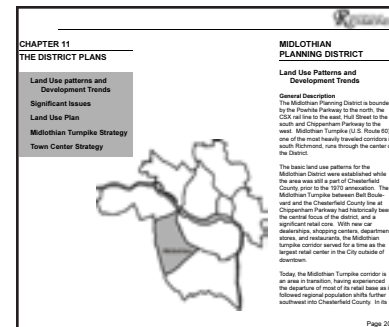 CHAPTER 11
THE DISTRICT PLANS
Land Use patterns and
Development Trends
Significant Issues
Land Use Plan
Midlothian Turnpike Strategy
Town Center Strategy
MIDLOTHIAN
PLANNING DISTRICT
Land Use Patterns and
Development Trends
General Description
The Midlothian Planning District is bounde
by the Powhite Parkway to the north, the
CSX rail line to the east, Hull Street to the
south and Chippenham Parkway to the
west. Midlothian Turnpike (U.S. Route 60)
one of the most heavily traveled corridors
south Richmond, runs through the center o
the District.
The basic land use patterns for the
Midlothian District were established while
the area was still a part of Chesterfield
County, prior to the 1970 annexation. The
Midlothian Turnpike between Belt Boule-
vard and the Chesterfield County line at
Chippenham Parkway had historically bee
the central focus of the district, and a
significant retail core. With new car
dealerships, shopping centers, departmen
stores, and restaurants, the Midlothian
turnpike corridor served for a time as the
largest retail center in the City outside of
downtown.
Today, the Midlothian Turnpike corridor is
an area in transition, having experienced
the departure of most of its retail base as i
followed regional population shifts further
southwest into Chesterfield County. In its
Page 20